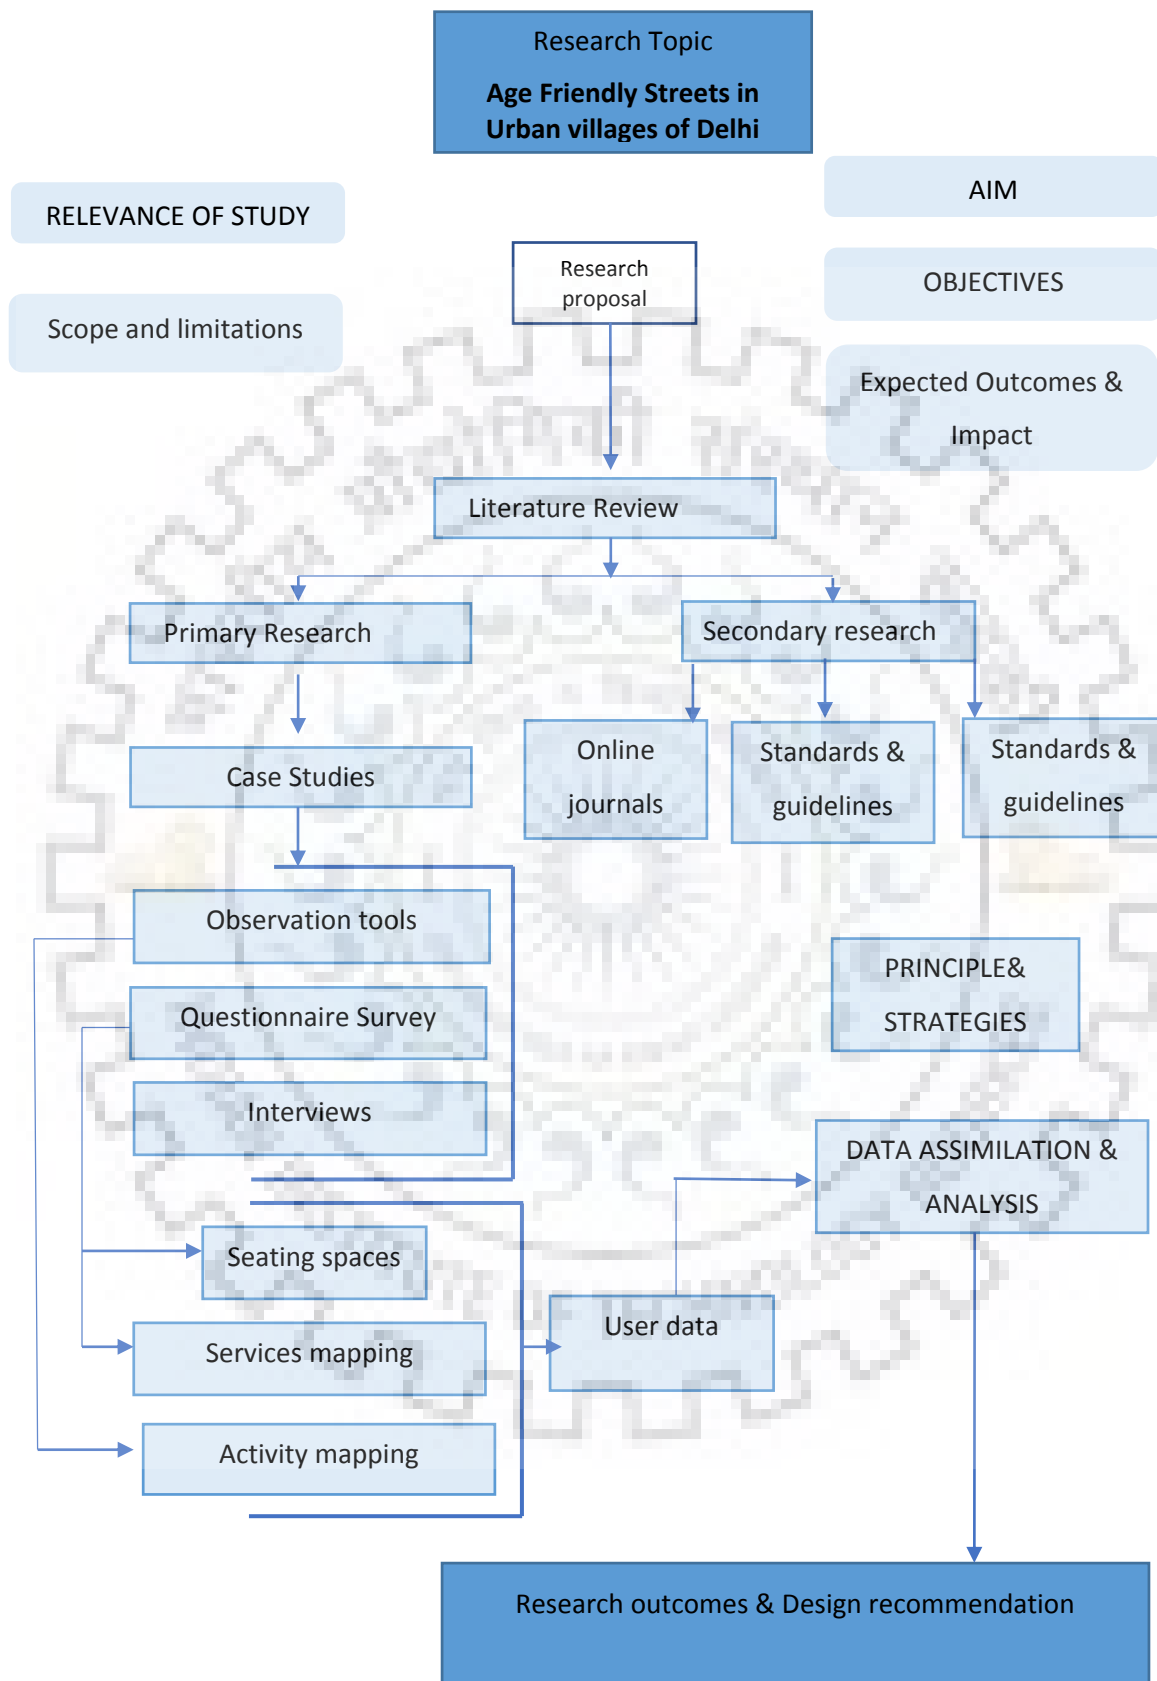 Research Topic
Age Friendly Streets in
Urban villages of Delhi
RELEVANCE OF STUDY
AIM
Research
proposal
OBJECTIVES
Scope and limitations
Expected Outcomes &
Impact
Literature Review
Primary Research
Secondary research
Case Studies
Online
journals
Standards &
guidelines
Standards &
guidelines
Observation tools
PRINCIPLE&
STRATEGIES
Questionnaire Survey
Interviews
DATA ASSIMILATION &
ANALYSIS
Seating spaces
User data
Services mapping
Activity mapping
Research outcomes & Design recommendation